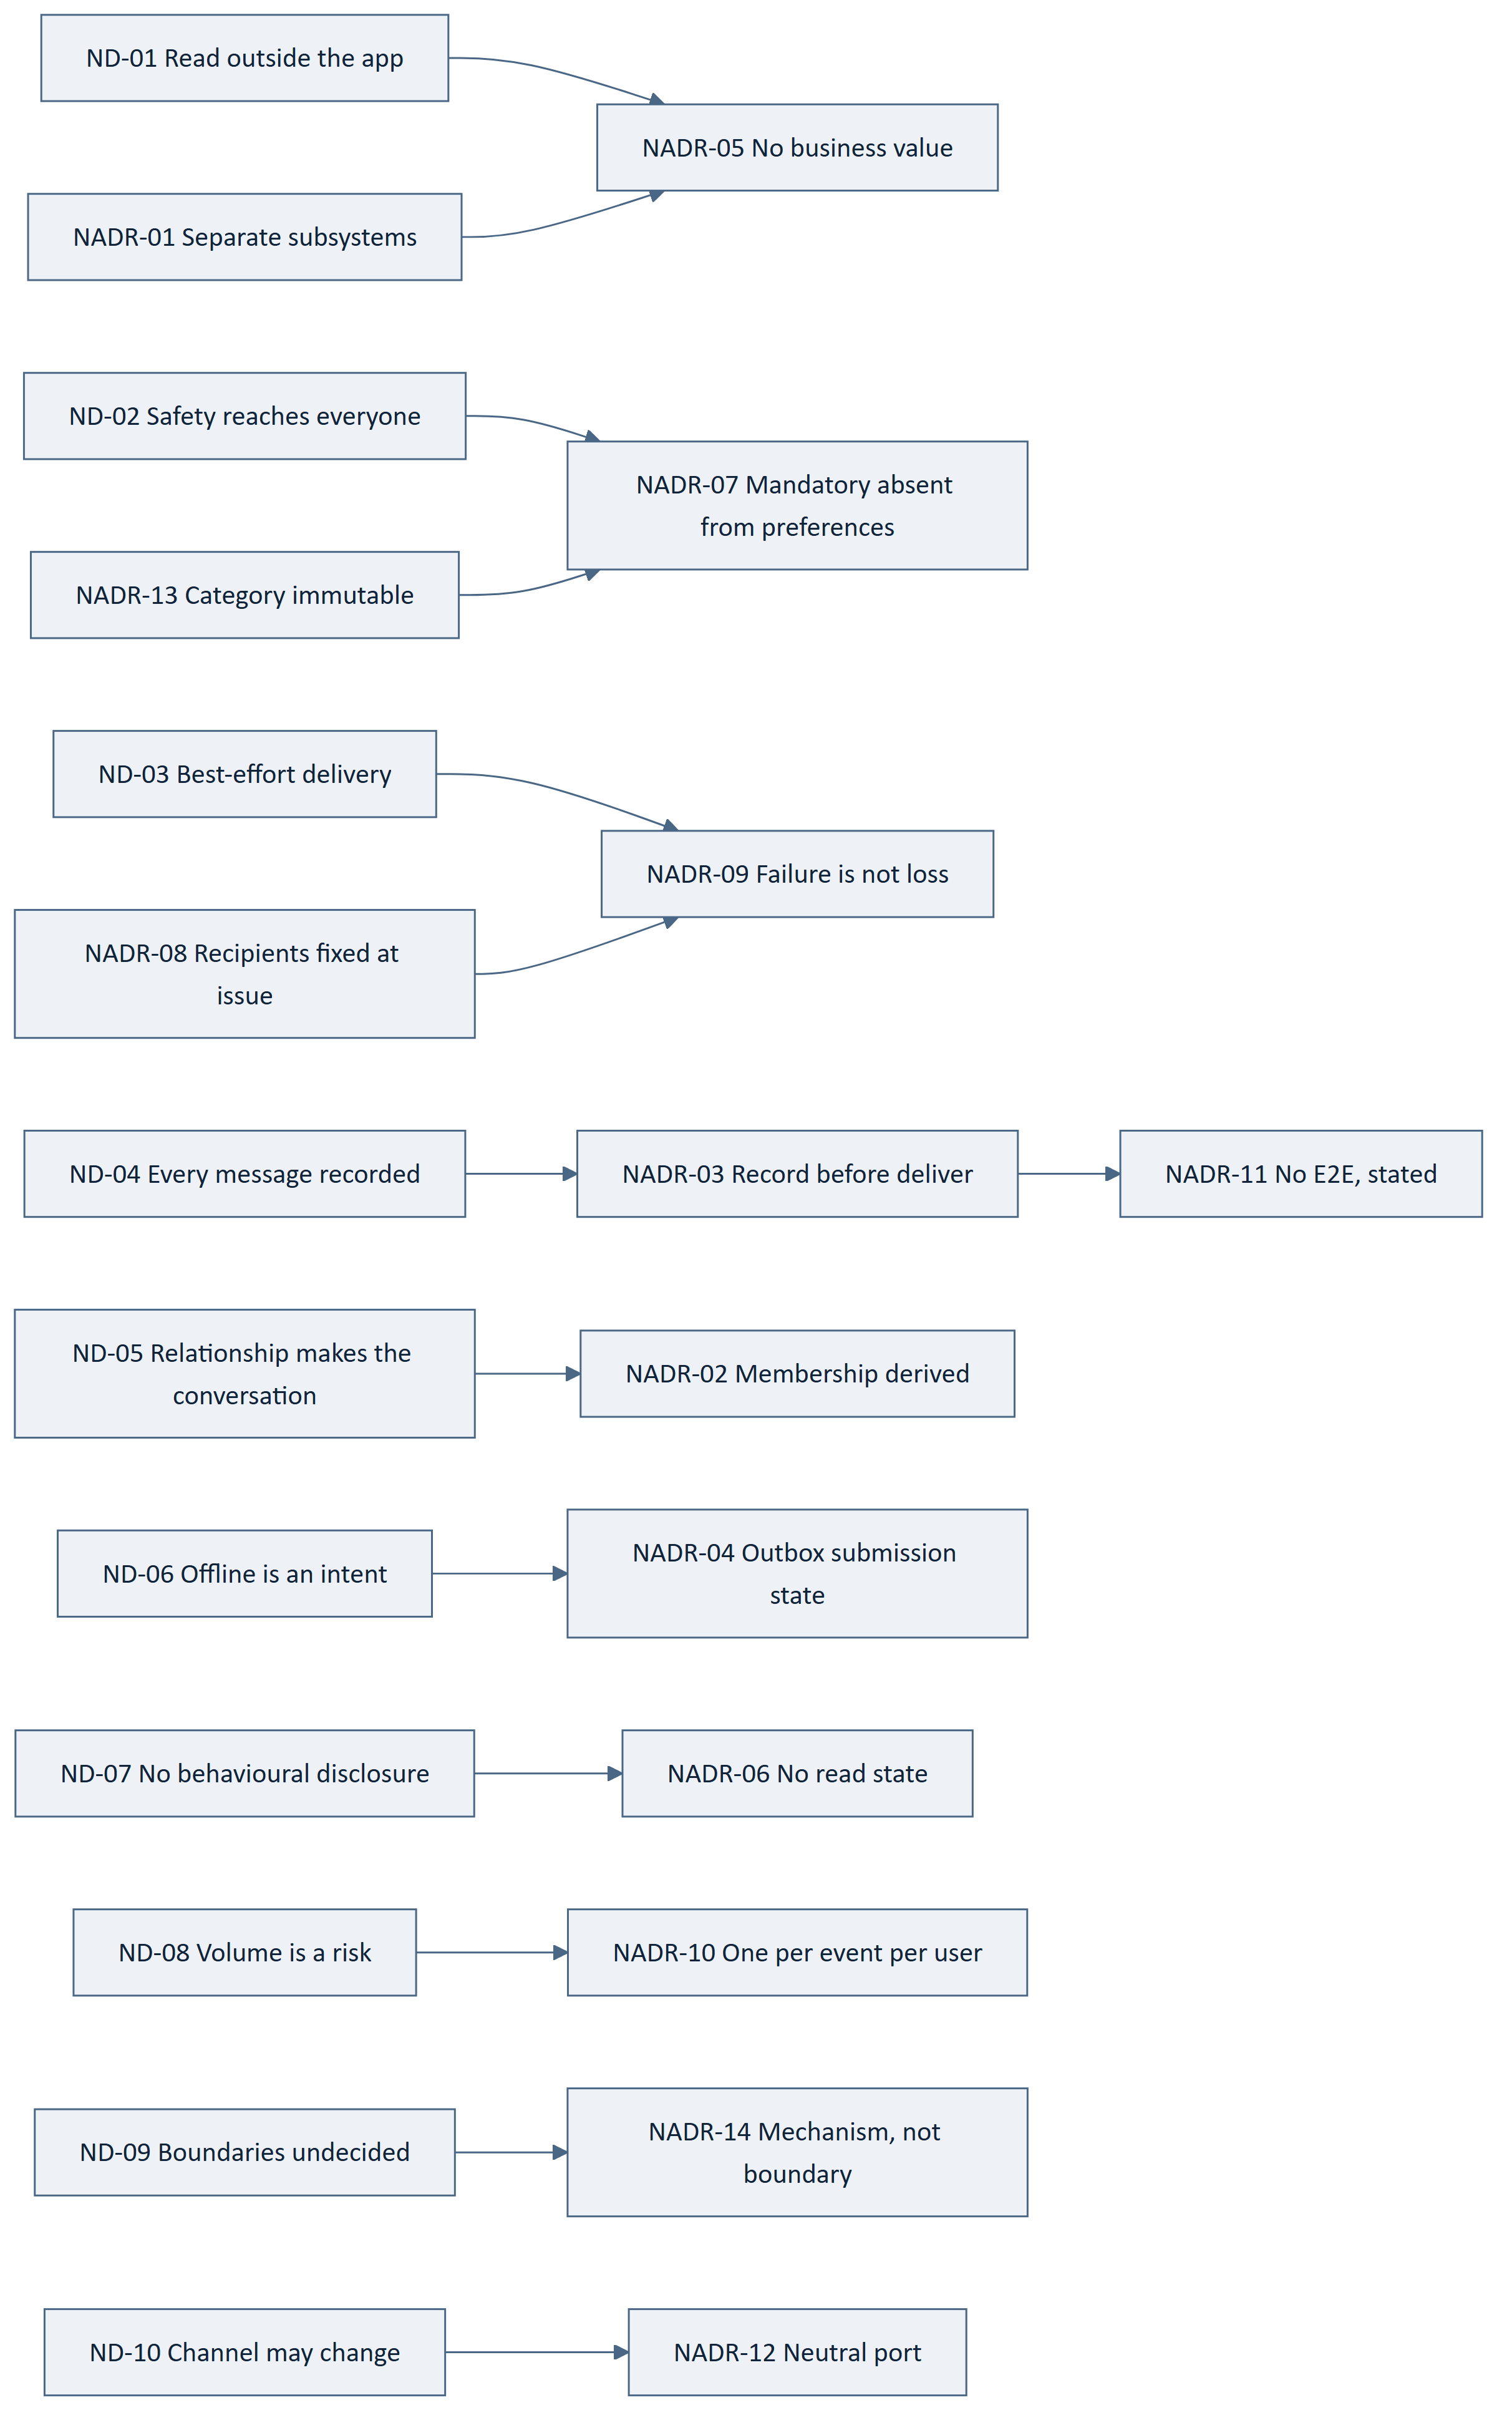 ND-01 Read outside the app
NADR-05 No business value
NADR-01 Separate subsystems
ND-02 Safety reaches everyone
NADR-07 Mandatory absent
from preferences
NADR-13 Category immutable
ND-03 Best-effort delivery
NADR-09 Failure is not loss
NADR-08 Recipients fixed at
issue
ND-04 Every message recorded
NADR-03 Record before deliver
NADR-11 No E2E, stated
ND-05 Relationship makes the
conversation
NADR-02 Membership derived
ND-06 Offline is an intent
NADR-04 Outbox submission
state
ND-07 No behavioural disclosure
NADR-06 No read state
ND-08 Volume is a risk
NADR-10 One per event per user
ND-09 Boundaries undecided
NADR-14 Mechanism, not
boundary
ND-10 Channel may change
NADR-12 Neutral port